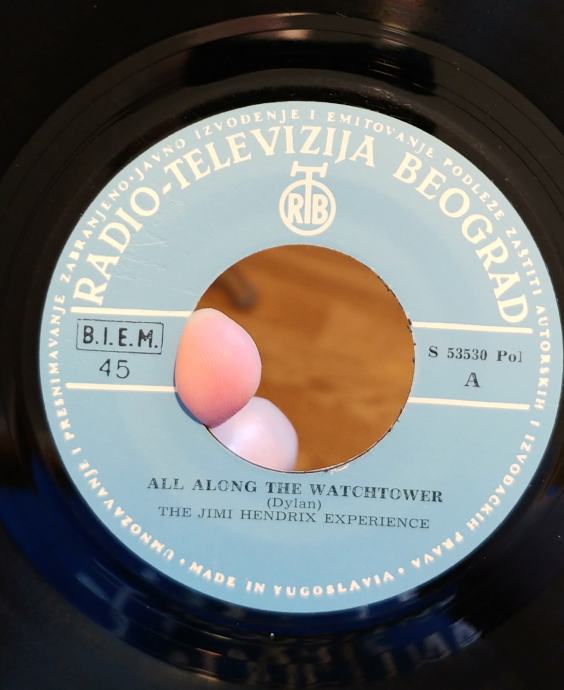 UMNOŽAVANJE I PRESNIMAVANJE ZABRANJENO·JAVNO IZVOĐENJE I EMITOVANJE PODLEŽE ZAŠTITI AUTORSKIH I IZVOĐAČKIH PRAVA
RADIO-TELEVIZIJA BEOGRAD
RTB
B.I.E.M.
45
S 53530 Pol
A
ALL ALONG THE WATCHTOWER
(Dylan)
THE JIMI HENDRIX EXPERIENCE
• MADE IN YUGOSLAVIA •